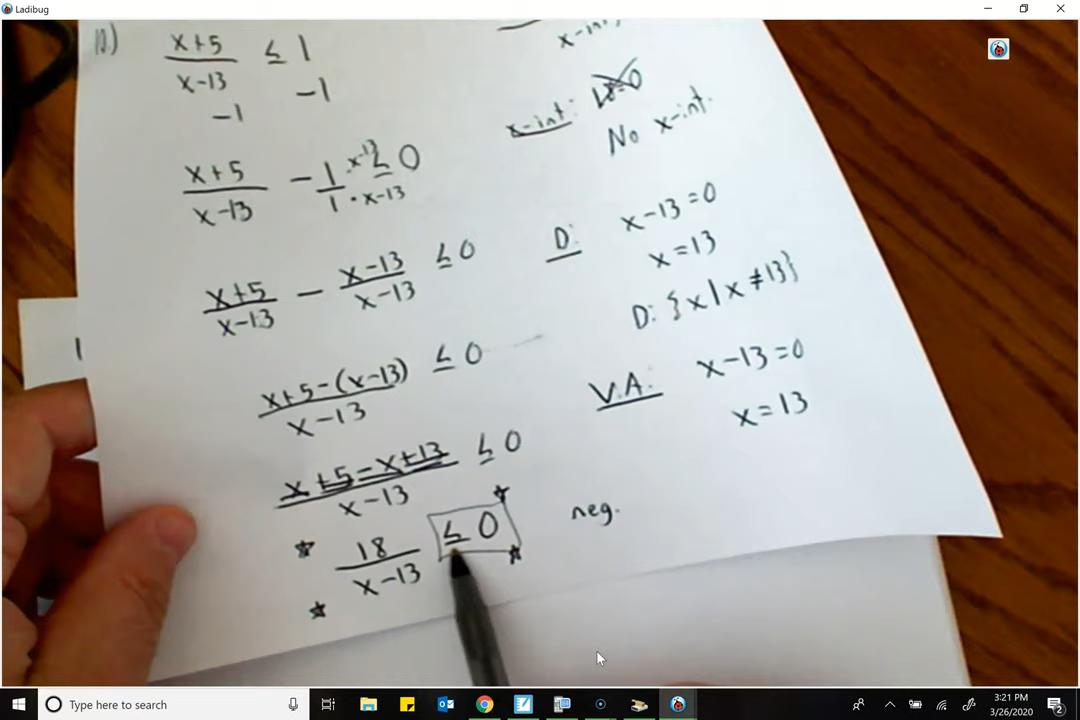 Ladibug
12.)
x+5
x-13
≤ 1
-1 -1
x+5
x-13
- 1 · x-13 ≤ 0
1 · x-13
x+5
x-13
- x-13
x-13
≤ 0
x+5-(x-13) ≤ 0
x-13
x+5-x+13 ≤ 0
x-13
18 ≤ 0
x-13
x-int:
No x-int.
D: x-13=0
x=13
D: {x|x≠13}
V.A.: x-13=0
x=13
neg.
Type here to search
3:21 PM
3/26/2020
2